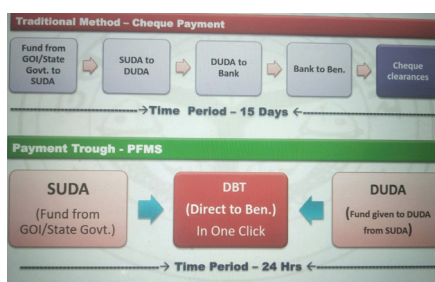 Traditional Method – Cheque Payment
Fund from
GOI/State
Govt. to
SUDA
SUDA to
DUDA
DUDA to
Bank
Bank to Ben.
Cheque
clearances
Time Period – 15 Days
Payment Trough - PFMS
SUDA
(Fund from
GOI/State Govt.)
DBT
(Direct to Ben.)
In One Click
DUDA
(Fund given to DUDA
from SUDA)
Time Period – 24 Hrs